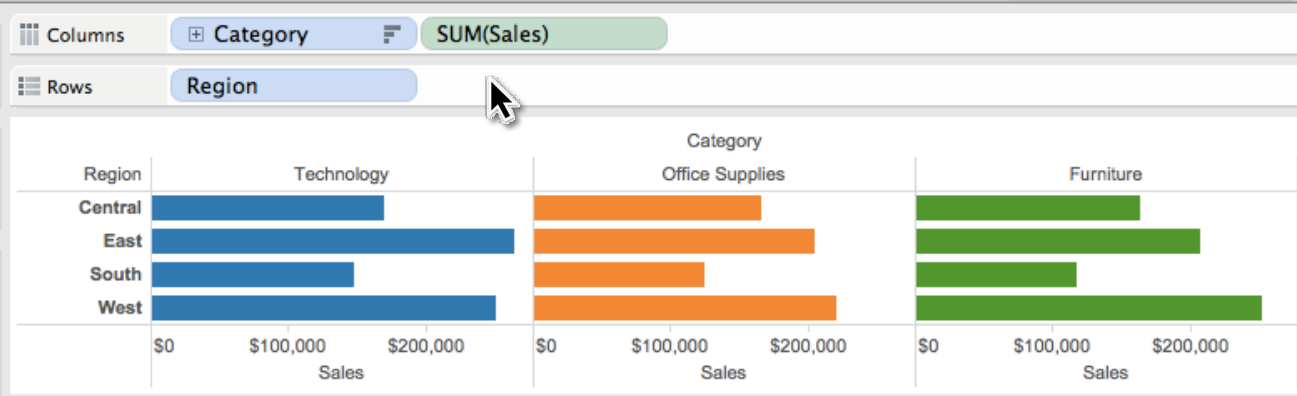 Columns Category SUM(Sales)
Rows Region
Category
Region Technology Office Supplies Furniture
Central
East
South
West
$0 $100,000 $200,000 $0 $100,000 $200,000 $0 $100,000 $200,000
Sales Sales Sales